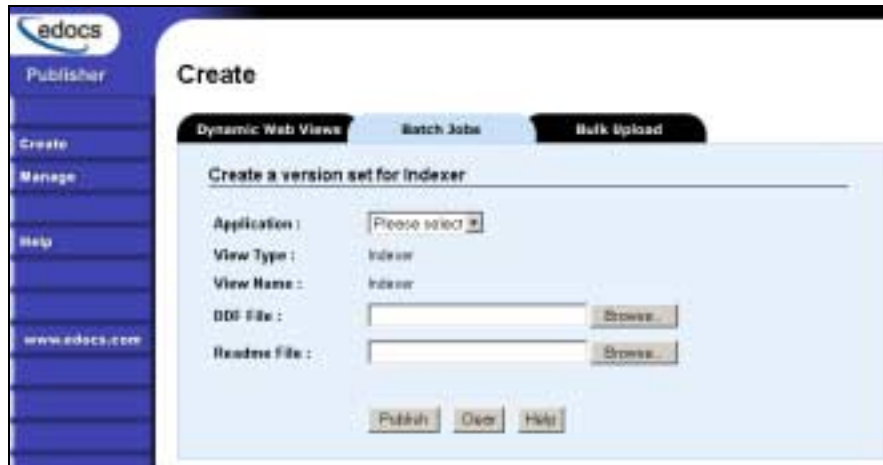 edocs
Publisher
Create
Manage
Help
www.edocs.com
Create
Dynamic Web Views
Batch Jobs
Bulk Upload
Create a version set for Indexer
Application :
Please select
View Type :
Indexer
View Name :
Indexer
DDF File :
Browse...
Readme File :
Browse...
Publish
Clear
Help